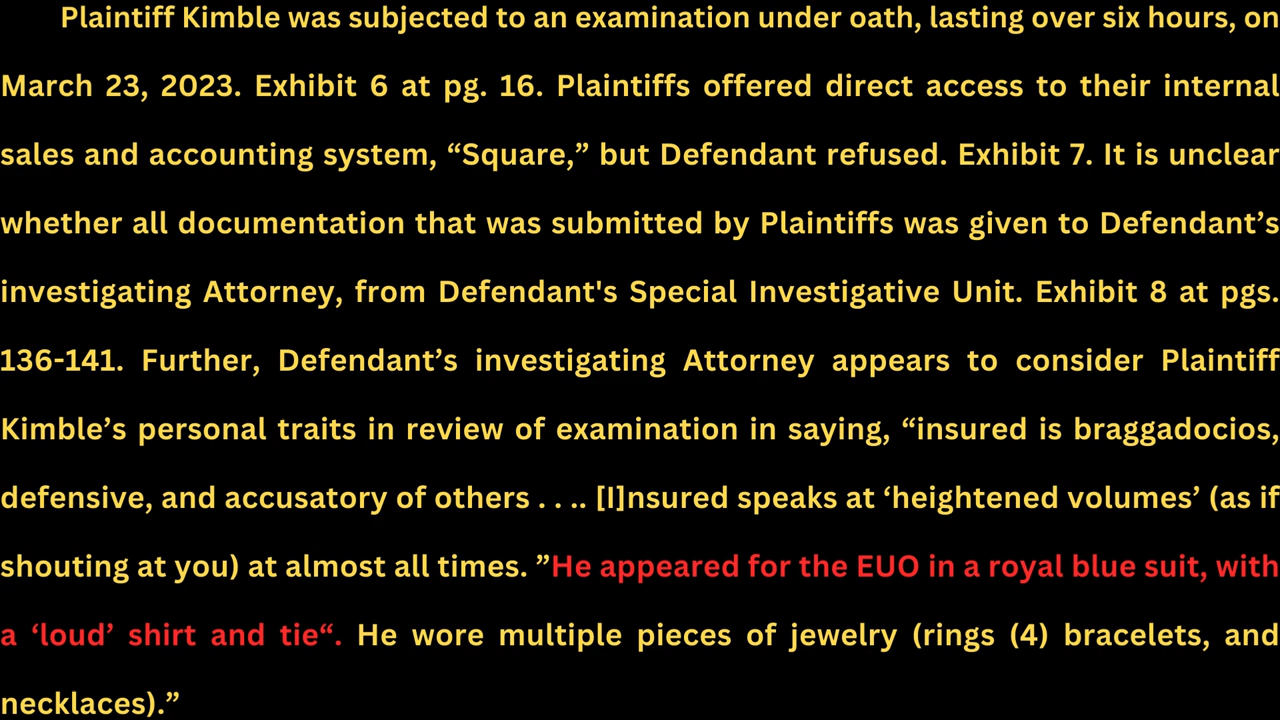 Plaintiff Kimble was subjected to an examination under oath, lasting over six hours, on
March 23, 2023. Exhibit 6 at pg. 16. Plaintiffs offered direct access to their internal
sales and accounting system, “Square,” but Defendant refused. Exhibit 7. It is unclear
whether all documentation that was submitted by Plaintiffs was given to Defendant’s
investigating Attorney, from Defendant's Special Investigative Unit. Exhibit 8 at pgs.
136-141. Further, Defendant’s investigating Attorney appears to consider Plaintiff
Kimble’s personal traits in review of examination in saying, “insured is braggadocios,
defensive, and accusatory of others . . .. [I]nsured speaks at ‘heightened volumes’ (as if
shouting at you) at almost all times. ”He appeared for the EUO in a royal blue suit, with
a ‘loud’ shirt and tie“. He wore multiple pieces of jewelry (rings (4) bracelets, and
necklaces).”